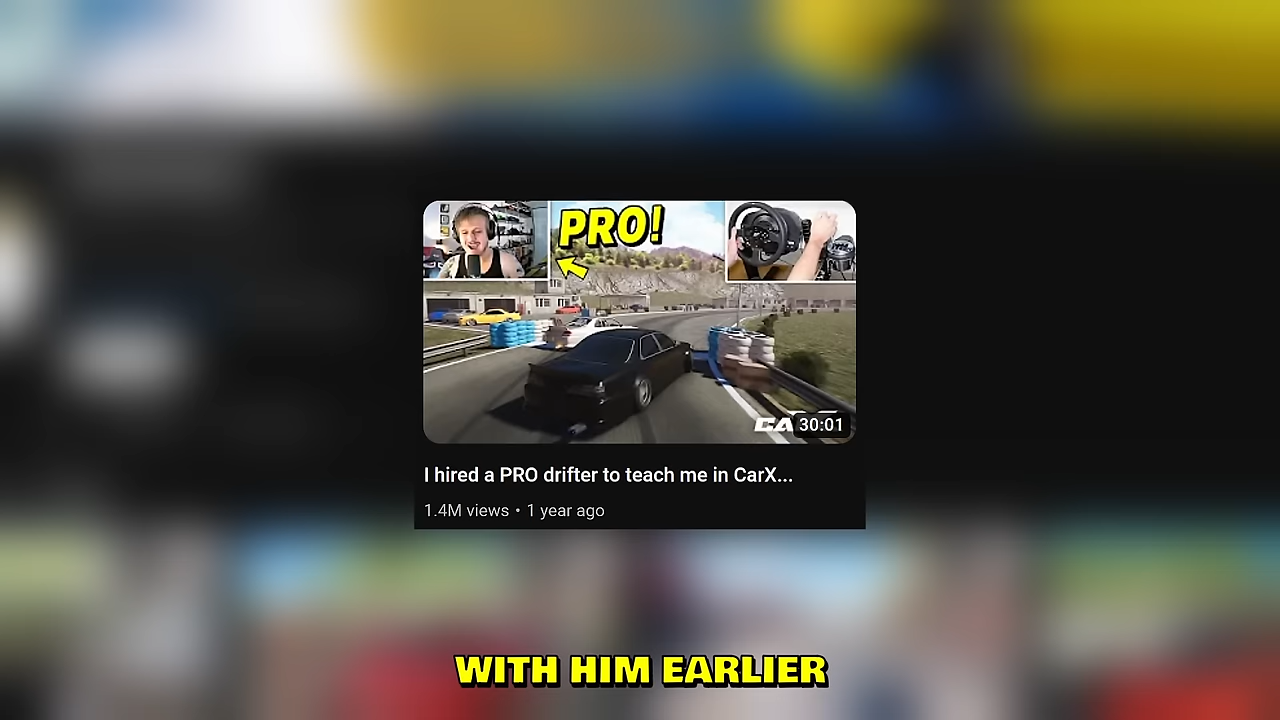 PRO!
CA
30:01
I hired a PRO drifter to teach me in CarX...
1.4M views • 1 year ago
WITH HIM EARLIER